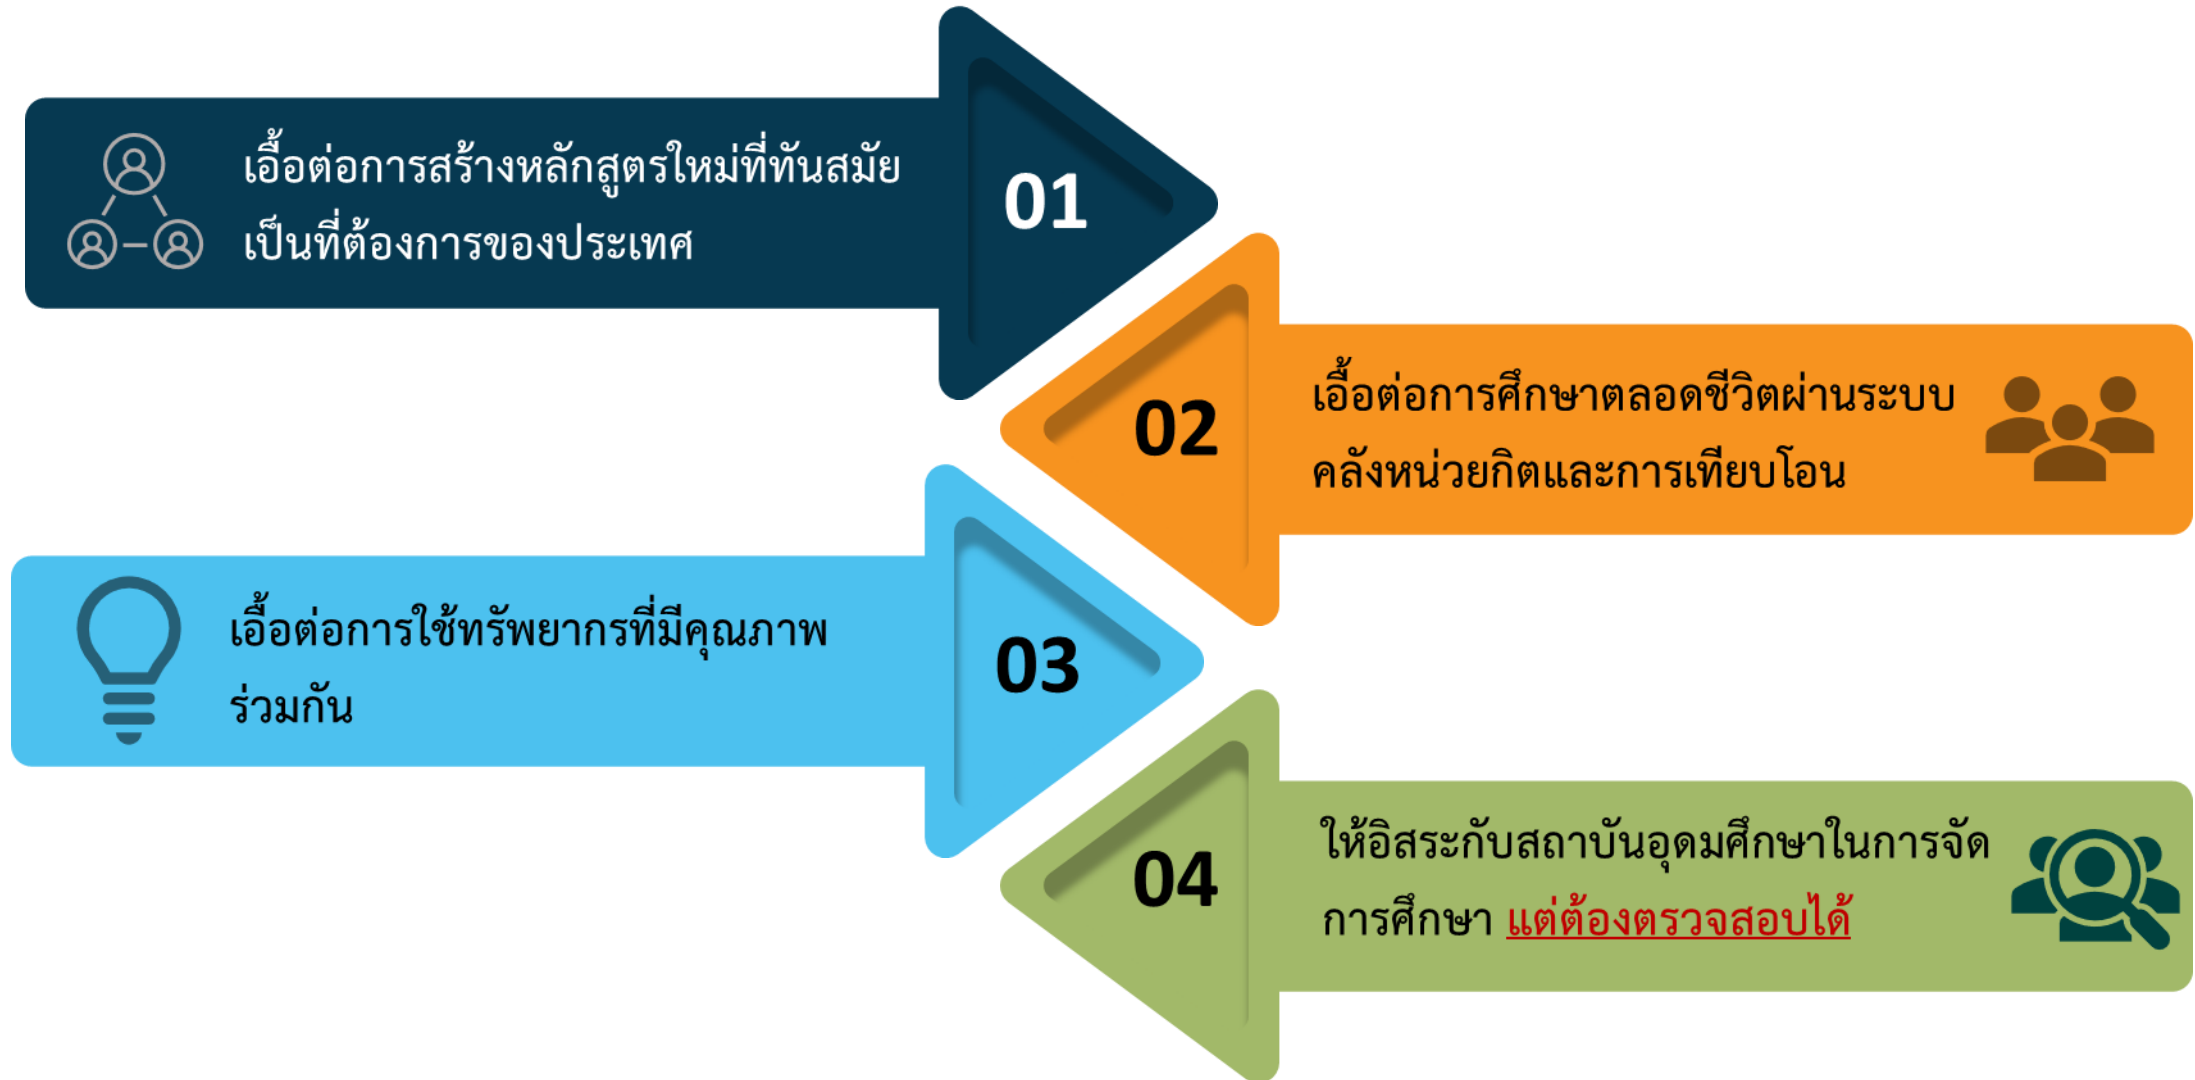 เอื้อต่อการสร้างหลักสูตรใหม่ที่ทันสมัย
เป็นที่ต้องการของประเทศ
01
02
เอื้อต่อการศึกษาตลอดชีวิตผ่านระบบ
คลังหน่วยกิตและการเทียบโอน
เอื้อต่อการใช้ทรัพยากรที่มีคุณภาพ
ร่วมกัน
03
04
ให้อิสระกับสถาบันอุดมศึกษาในการจัด
การศึกษา แต่ต้องตรวจสอบได้